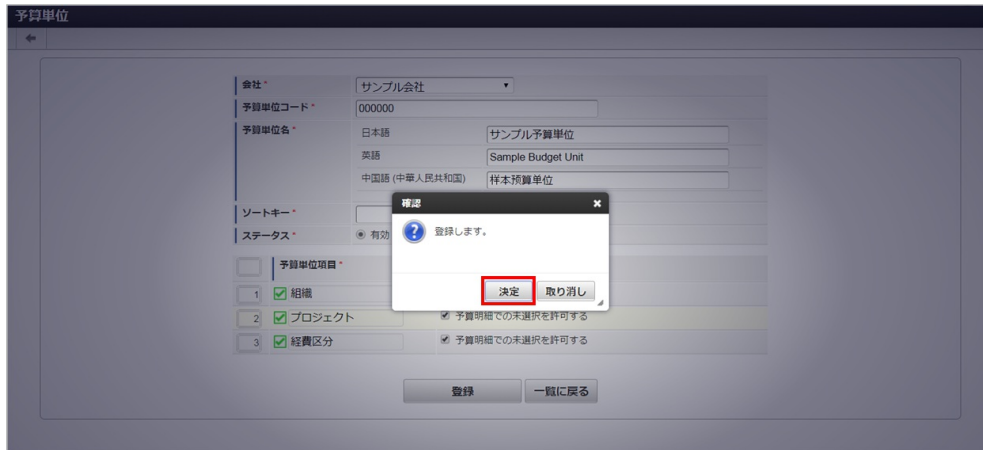 予算単位
会社*
サンプル会社
予算単位コード*
000000
予算単位名*
日本語
サンプル予算単位
英語
Sample Budget Unit
中国語 (中華人民共和国)
样本预算单位
ソートキー*
ステータス*
有効
確認
登録します。
決定
取り消し
予算単位項目*
1
組織
2
プロジェクト
予算明細での未選択を許可する
3
経費区分
予算明細での未選択を許可する
登録
一覧に戻る